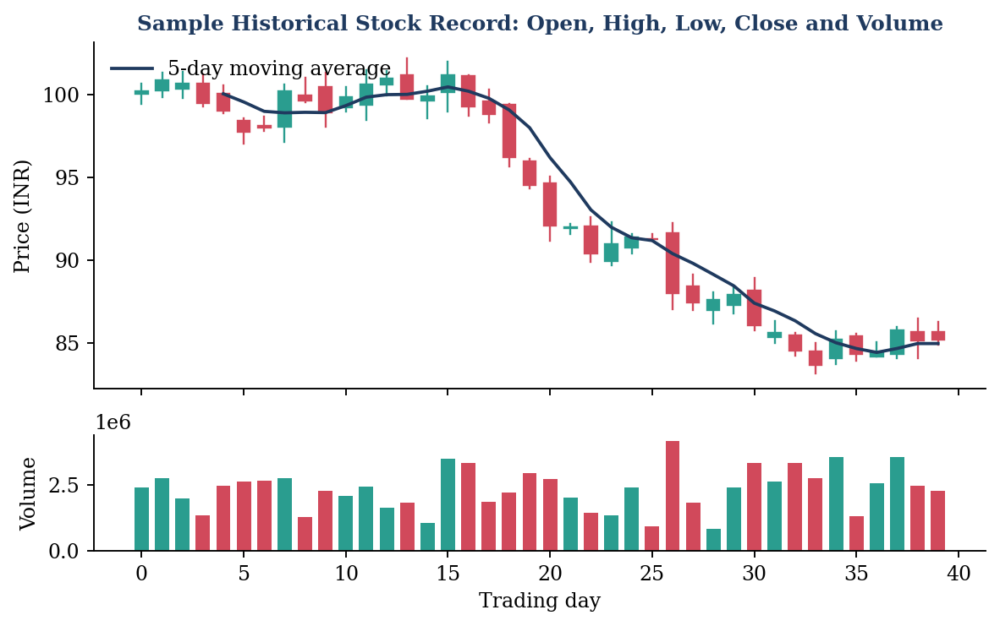 Sample Historical Stock Record: Open, High, Low, Close and Volume
5-day moving average
Price (INR)
100
95
90
85
1e6
Volume
2.5
0.0
0 5 10 15 20 25 30 35 40
Trading day